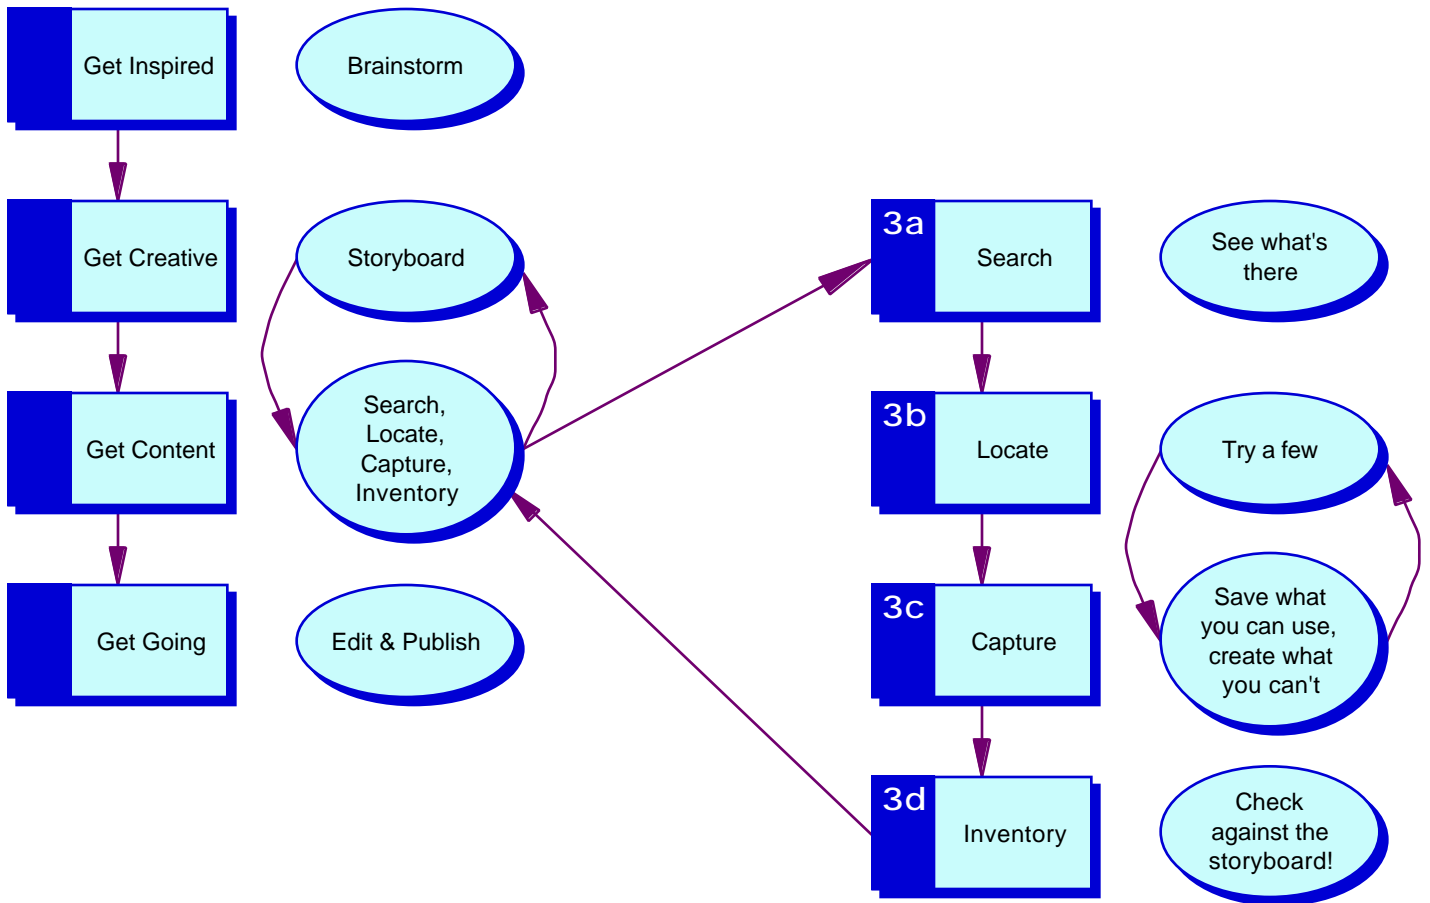 Get Inspired
Brainstorm
Get Creative
Storyboard
Get Content
Search,
Locate,
Capture,
Inventory
Get Going
Edit & Publish
3a
Search
See what's
there
3b
Locate
Try a few
3c
Capture
Save what
you can use,
create what
you can't
3d
Inventory
Check
against the
storyboard!